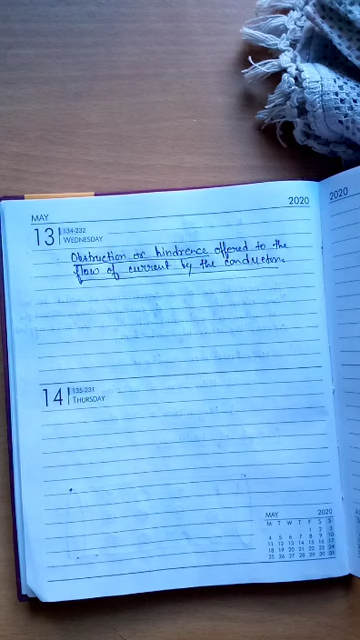 MAY
2020
13
134-232
WEDNESDAY
Obstruction or hindrence offered to the
flow of current by the conductor.
14
135-231
THURSDAY
MAY 2020
M T W T F S S
1 2 3
4 5 6 7 8 9 10
11 12 13 14 15 16 17
18 19 20 21 22 23 24
25 26 27 28 29 30 31
2020